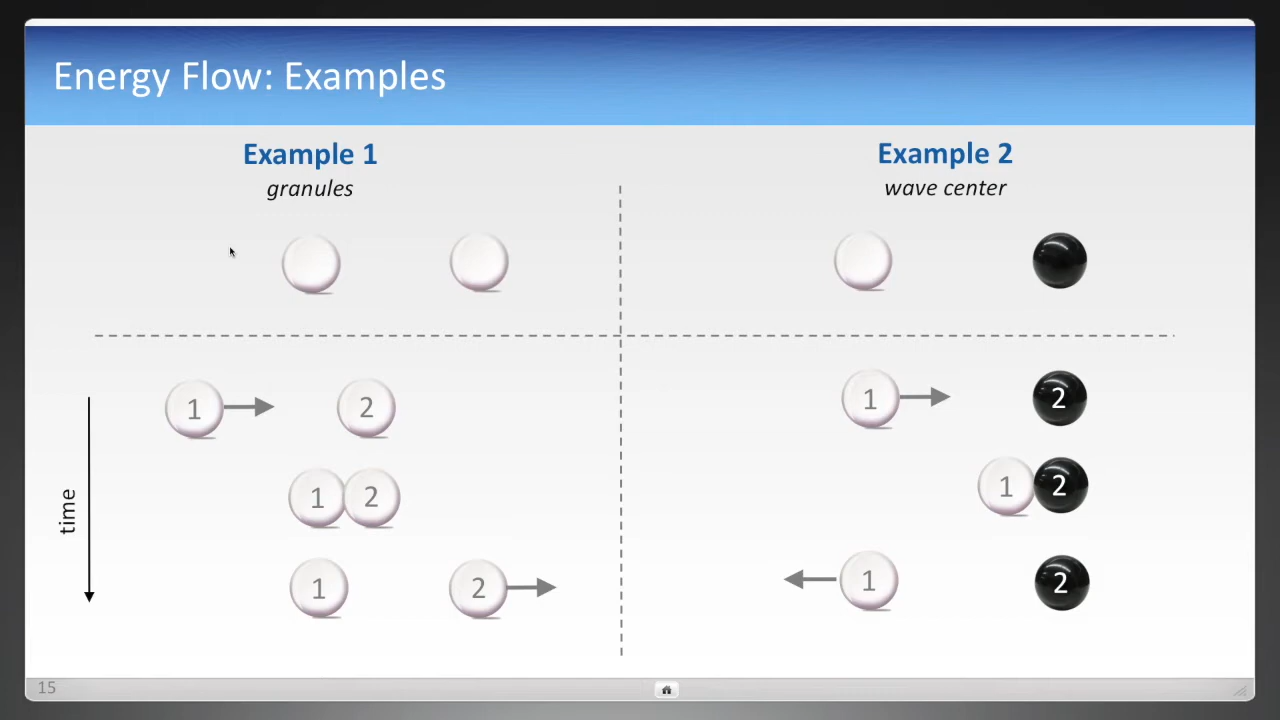 Energy Flow: Examples
Example 1
granules
Example 2
wave center
time
1 2
1 2
1 2
1 2
1 2
1 2
15